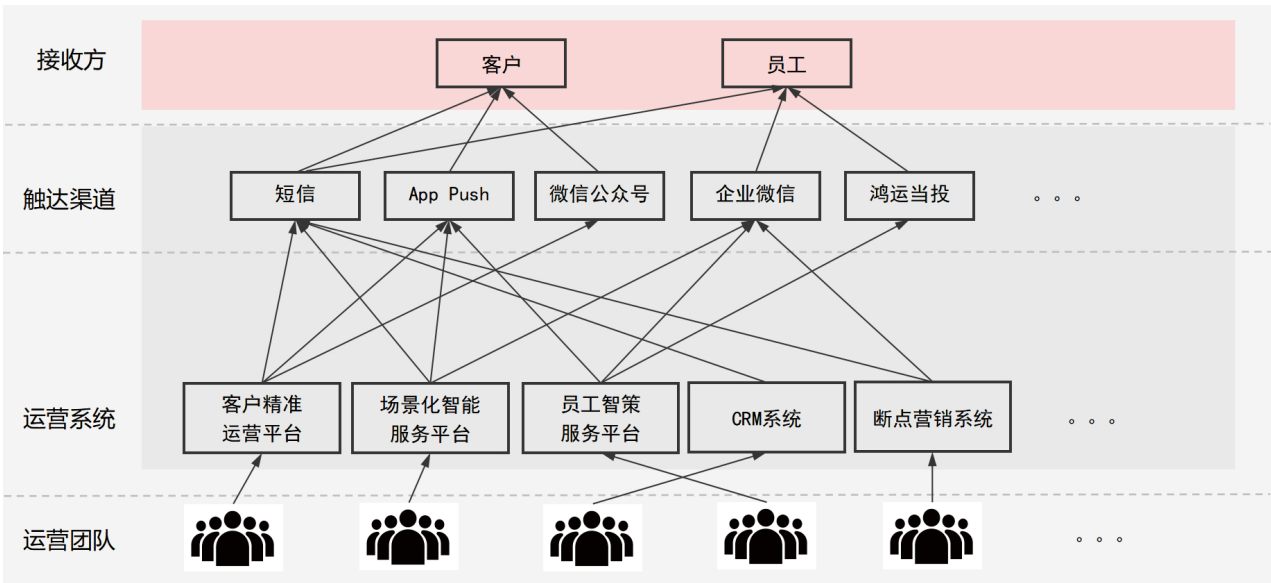 接收方
客户
员工
触达渠道
短信
App Push
微信公众号
企业微信
鸿运当投
。。。
运营系统
客户精准
运营平台
场景化智能
服务平台
员工智策
服务平台
CRM系统
断点营销系统
。。。
运营团队
。。。